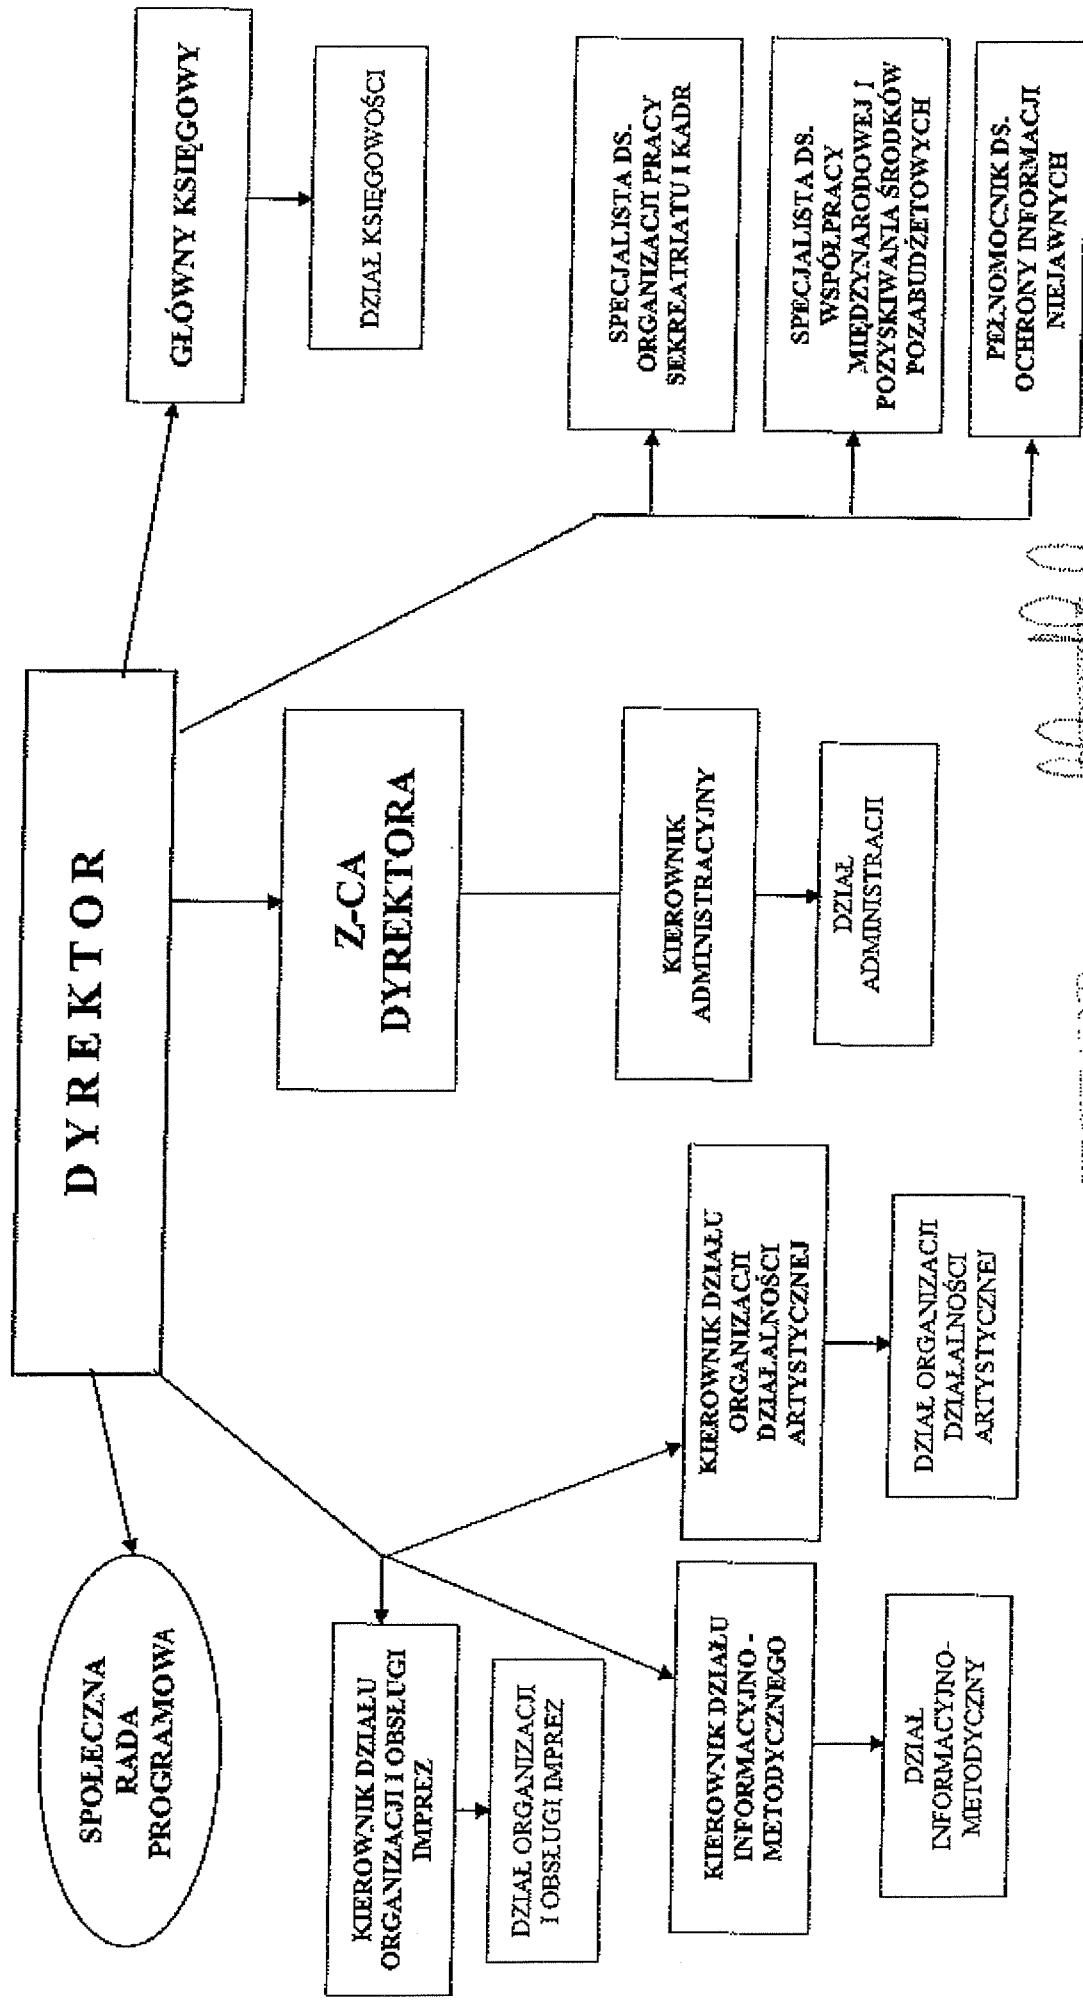 DYREKTOR
SPOŁECZNA
RADA
PROGRAMOWA
GŁÓWNY KSIĘGOWY
DZIAŁ KSIĘGOWOŚCI
Z-CA
DYREKTORA
KIEROWNIK DZIAŁU
ORGANIZACJI I OBSŁUGI
IMPREZ
DZIAŁ ORGANIZACJI
I OBSŁUGI IMPREZ
KIEROWNIK DZIAŁU
INFORMACYJNO -
METODYCZNEGO
DZIAŁ
INFORMACYJNO-
METODYCZNY
KIEROWNIK DZIAŁU
ORGANIZACJI
DZIAŁALNOŚCI
ARTYSTYCZNEJ
DZIAŁ ORGANIZACJI
DZIAŁALNOŚCI
ARTYSTYCZNEJ
KIEROWNIK
ADMINISTRACYJNY
DZIAŁ
ADMINISTRACJI
SPECJALISTA DS.
ORGANIZACJI PRACY
SEKREATRIATU I KADR
SPECJALISTA DS.
WSPÓŁPRACY
MIĘDZYNARODOWEJ I
POZYSKIWANIA ŚRODKÓW
POZABUDŻETOWYCH
PEŁNOMOCNIK DS.
OCHRONY INFORMACJI
NIEJAWNYCH